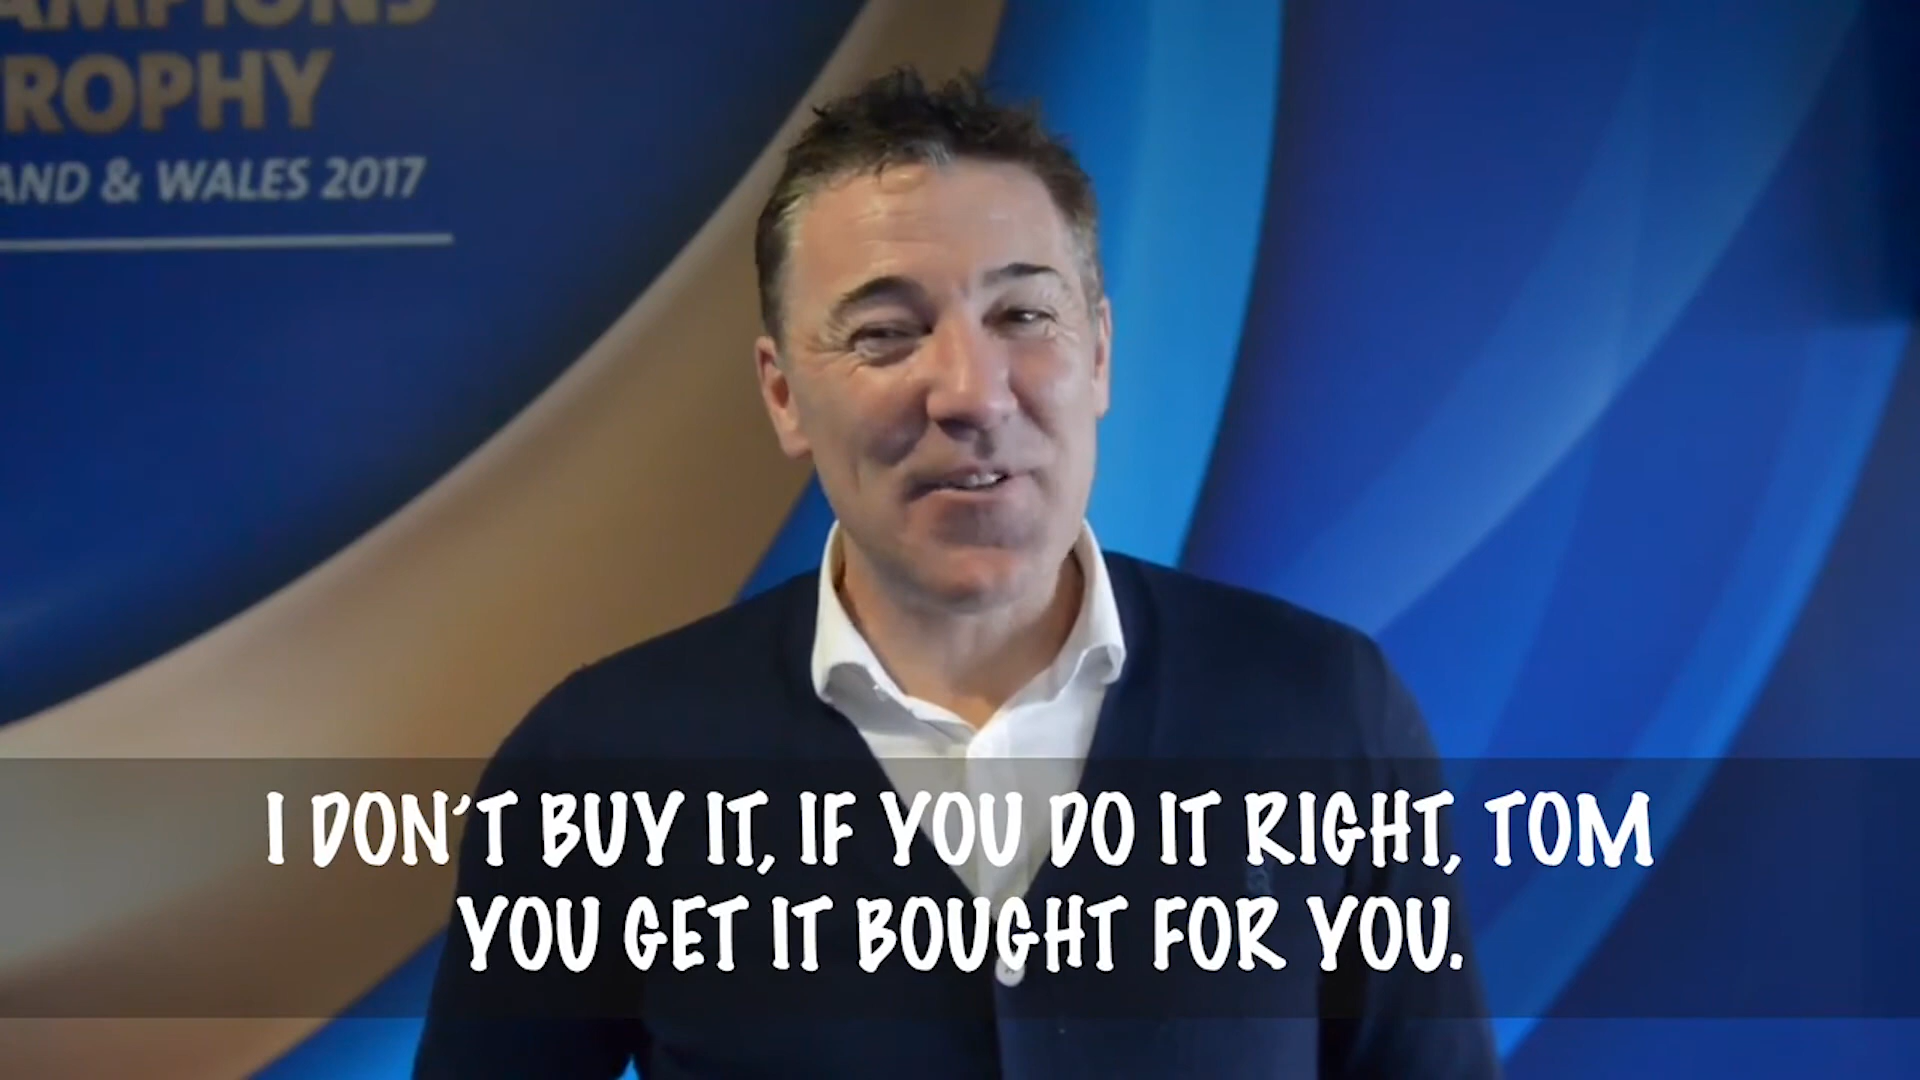 AMPIONS
ROPHY
AND & WALES 2017
I DON'T BUY IT, IF YOU DO IT RIGHT, TOM
YOU GET IT BOUGHT FOR YOU.